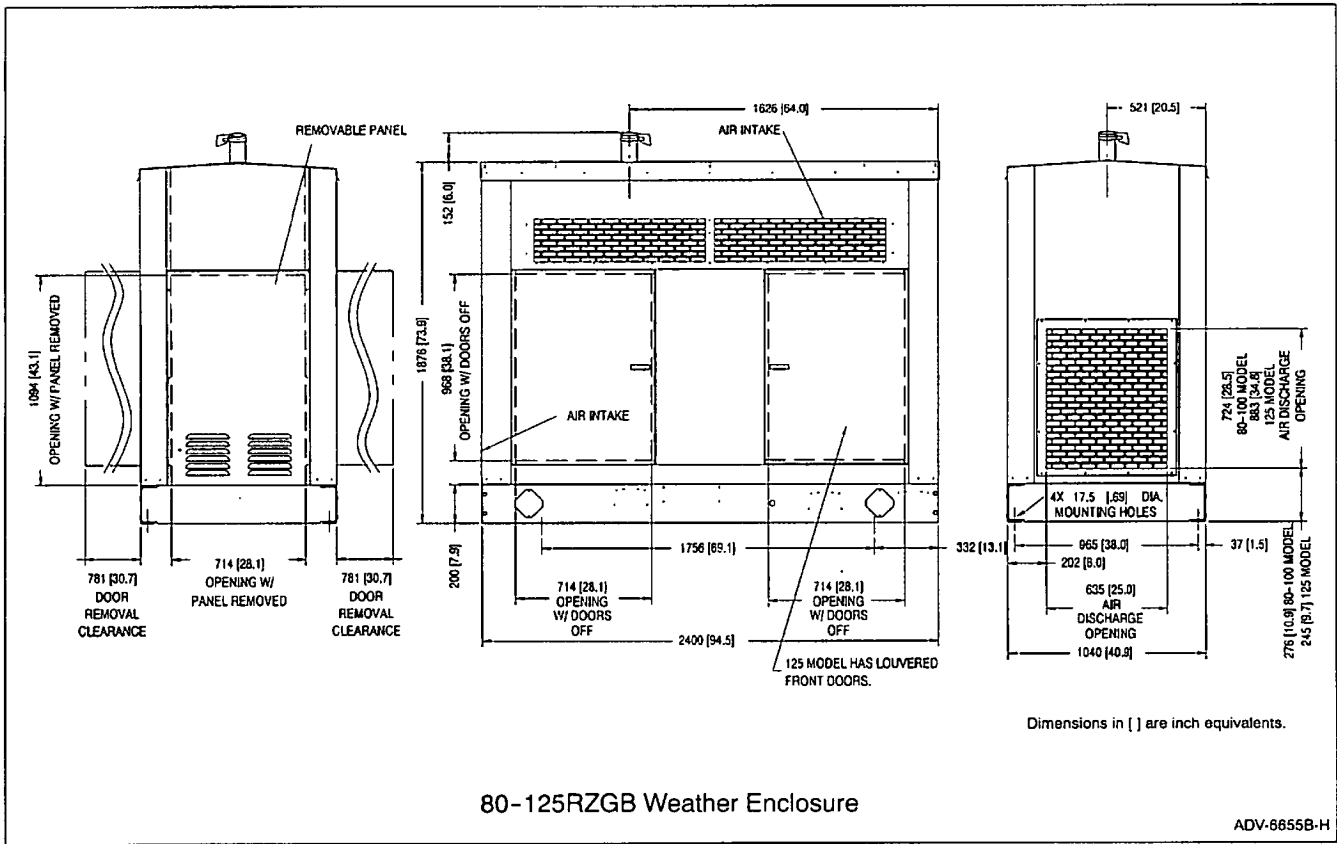 1626 [64.0]
521 [20.5]
REMOVABLE PANEL
AIR INTAKE
152 [6.0]
1094 [43.1]
OPENING W/ PANEL REMOVED
1876 [73.9]
968 [38.1]
OPENING W/ DOORS OFF
AIR INTAKE
724 [28.5]
80-100 MODEL
883 [34.8]
125 MODEL
AIR DISCHARGE
OPENING
4X 17.5 [.69] DIA.
MOUNTING HOLES
781 [30.7]
DOOR
REMOVAL
CLEARANCE
714 [28.1]
OPENING W/
PANEL REMOVED
781 [30.7]
DOOR
REMOVAL
CLEARANCE
200 [7.9]
1756 [69.1]
332 [13.1]
714 [28.1]
OPENING
W/ DOORS
OFF
714 [28.1]
OPENING
W/ DOORS
OFF
2400 [94.5]
125 MODEL HAS LOUVERED
FRONT DOORS.
965 [38.0]
37 [1.5]
202 [8.0]
635 [25.0]
AIR
DISCHARGE
OPENING
1040 [40.9]
276 [10.9] 80-100 MODEL
245 [9.7] 125 MODEL
Dimensions in [ ] are inch equivalents.
80-125RZGB Weather Enclosure
ADV-6655B-H